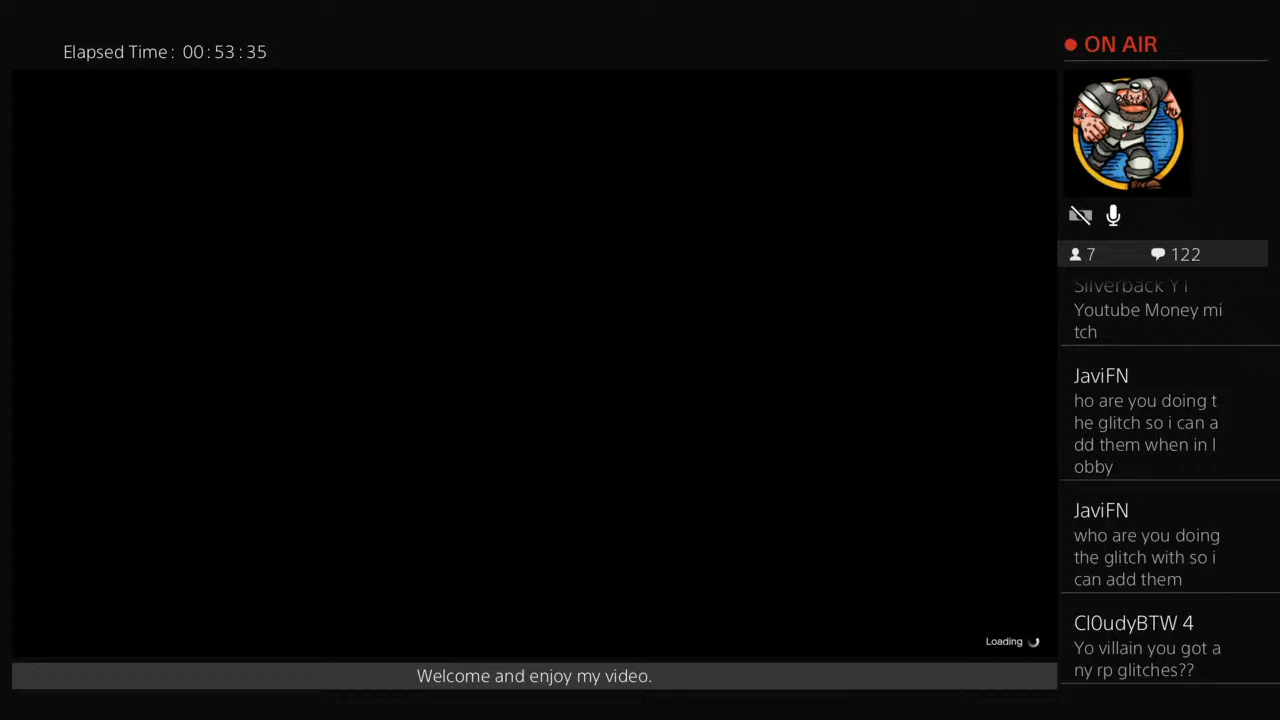 Elapsed Time: 00:53:35
ON AIR
7 122
Silverback YT
Youtube Money mi
tch
JaviFN
ho are you doing t
he glitch so i can a
dd them when in l
obby
JaviFN
who are you doing
the glitch with so i
can add them
Cl0udyBTW 4
Yo villain you got a
ny rp glitches??
Loading
Welcome and enjoy my video.